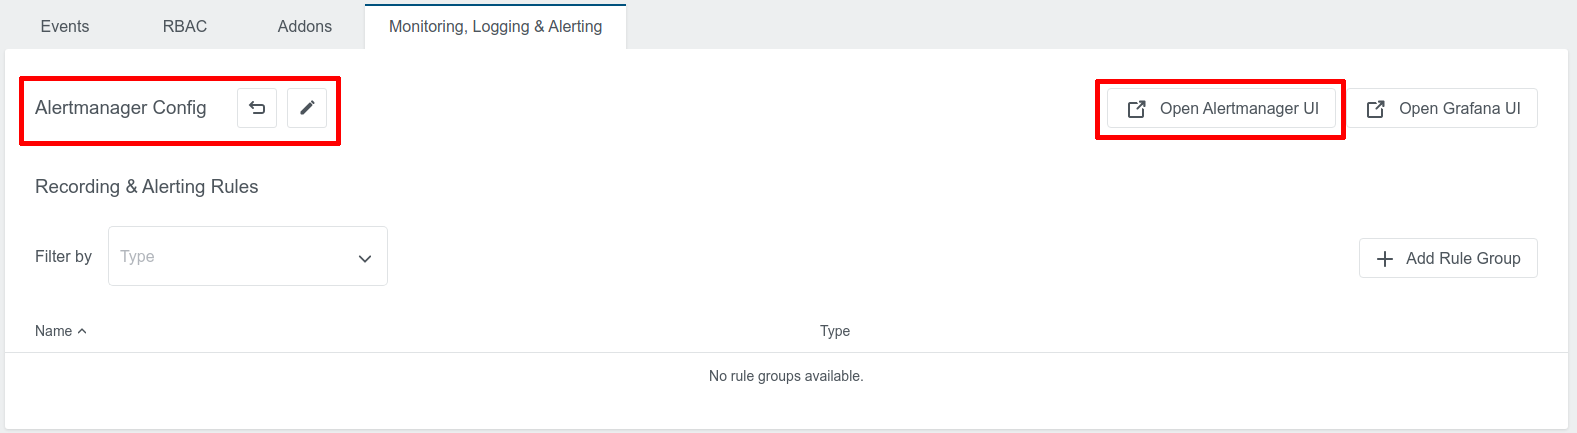 Events RBAC Addons Monitoring, Logging & Alerting
Alertmanager Config Open Alertmanager UI Open Grafana UI
Recording & Alerting Rules
Filter by Type Add Rule Group
Name Type
No rule groups available.